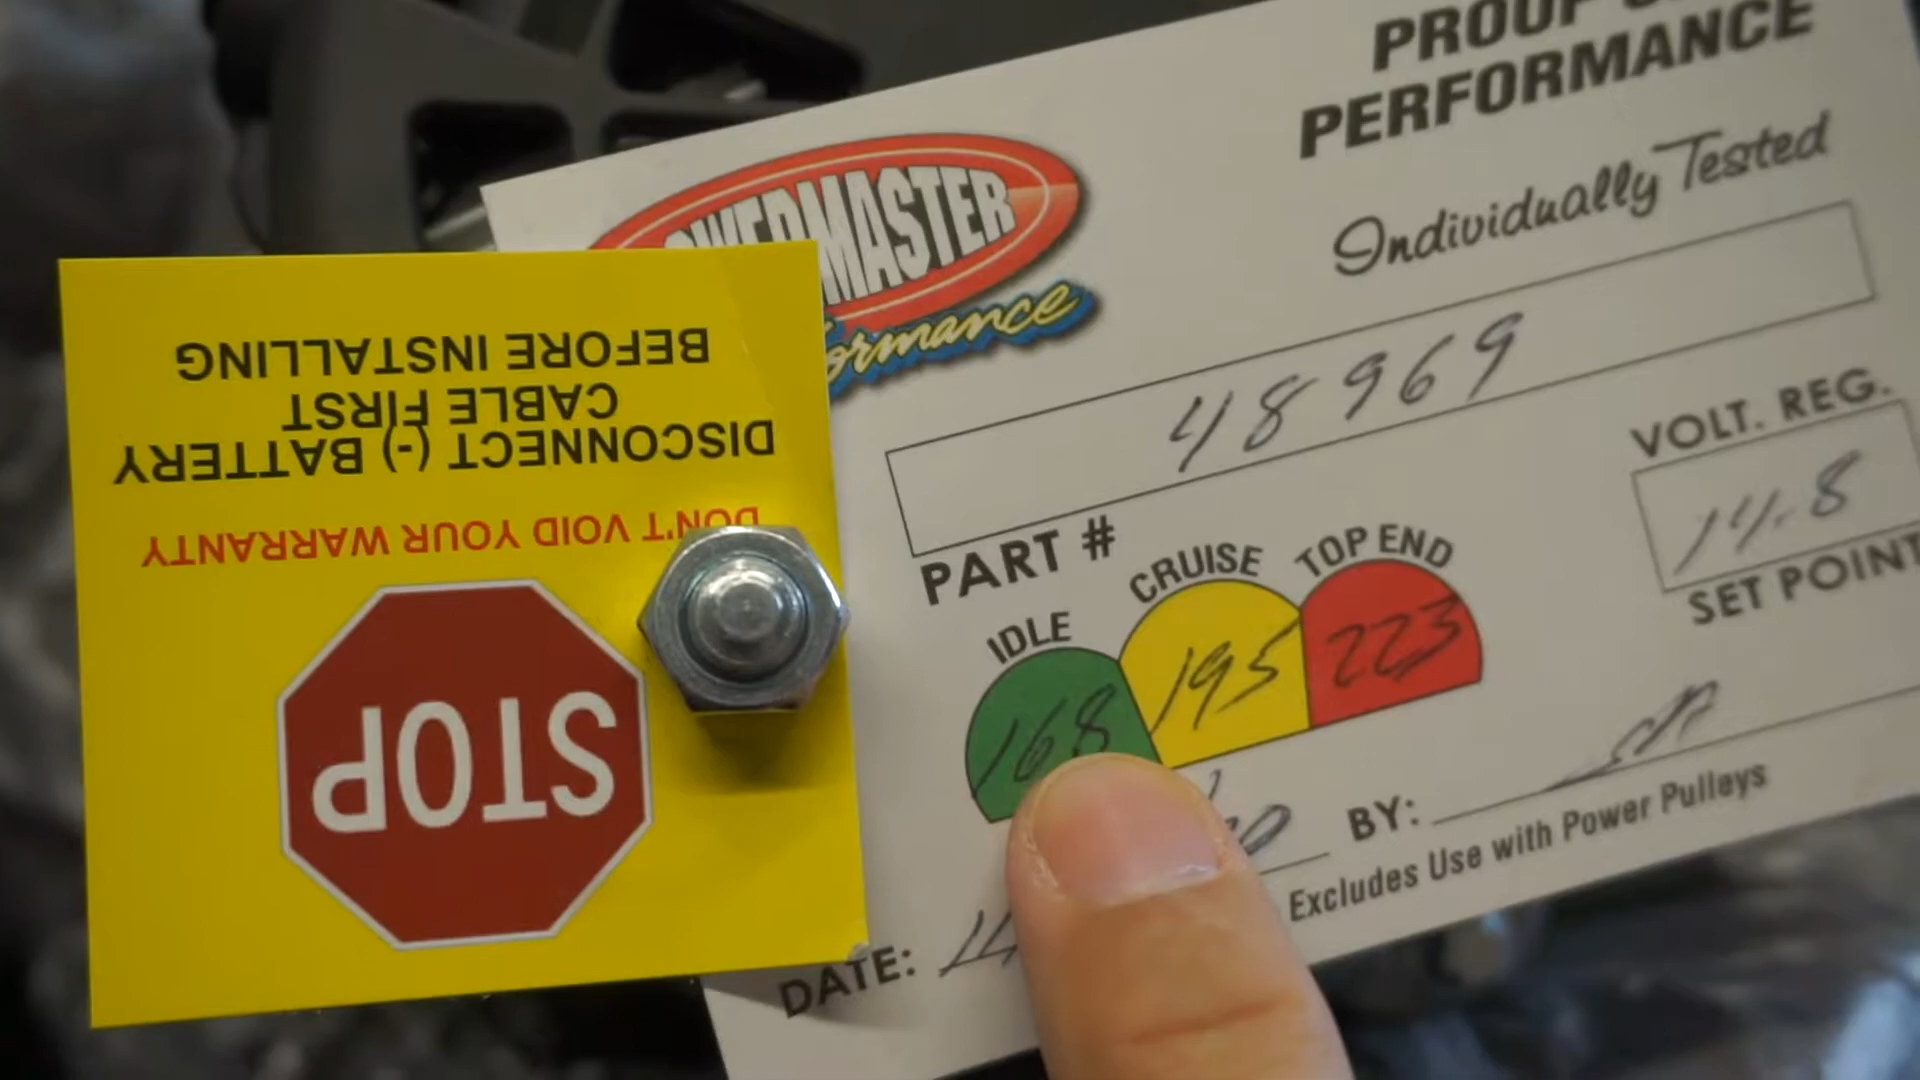 STOP
DON'T VOID YOUR WARRANTY
DISCONNECT (-) BATTERY
CABLE FIRST
BEFORE INSTALLING
PROOF
PERFORMANCE
Individually Tested
POWERMASTER
Performance
48969
PART #
VOLT. REG.
14.8
SET POINT
IDLE
CRUISE
TOP END
168
195
223
DATE:
BY:
Excludes Use with Power Pulleys